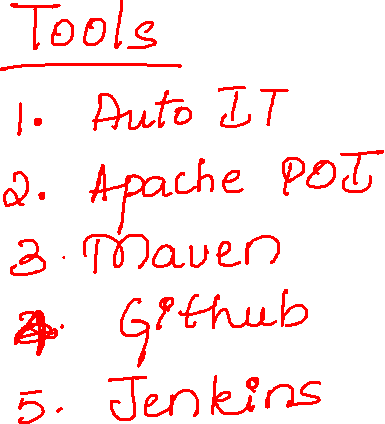 Tools
1. Auto IT
2. Apache POI
3. Maven
4. Github
5. Jenkins